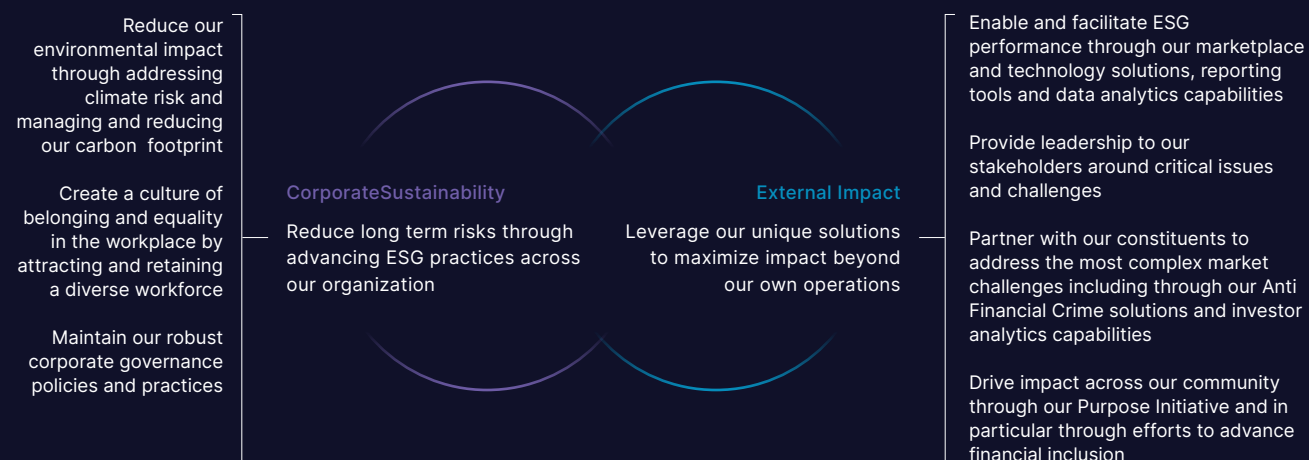 Reduce our
environmental impact
through addressing
climate risk and
managing and reducing
our carbon footprint
Create a culture of
belonging and equality
in the workplace by
attracting and retaining
a diverse workforce
Maintain our robust
corporate governance
policies and practices
CorporateSustainability
Reduce long term risks through
advancing ESG practices across
our organization
External Impact
Leverage our unique solutions
to maximize impact beyond
our own operations
Enable and facilitate ESG
performance through our marketplace
and technology solutions, reporting
tools and data analytics capabilities
Provide leadership to our
stakeholders around critical issues
and challenges
Partner with our constituents to
address the most complex market
challenges including through our Anti
Financial Crime solutions and investor
analytics capabilities
Drive impact across our community
through our Purpose Initiative and in
particular through efforts to advance
financial inclusion